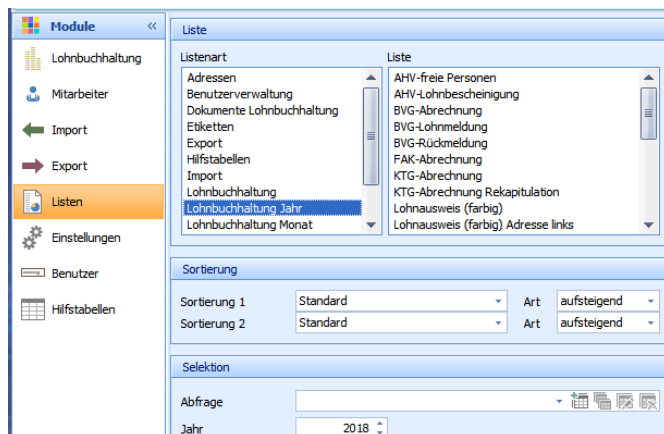 Module «
Lohnbuchhaltung
Mitarbeiter
Import
Export
Listen
Einstellungen
Benutzer
Hilfstabellen
Liste
Listenart
Adressen
Benutzerverwaltung
Dokumente Lohnbuchhaltung
Etiketten
Export
Hilfstabellen
Import
Lohnbuchhaltung
Lohnbuchhaltung Jahr
Lohnbuchhaltung Monat
Liste
AHV-freie Personen
AHV-Lohnbescheinigung
BVG-Abrechnung
BVG-Lohnmeldung
BVG-Rückmeldung
FAK-Abrechnung
KTG-Abrechnung
KTG-Abrechnung Rekapitulation
Lohnausweis (farbig)
Lohnausweis (farbig) Adresse links
Sortierung
Sortierung 1 Standard Art aufsteigend
Sortierung 2 Standard Art aufsteigend
Selektion
Abfrage
Jahr 2018